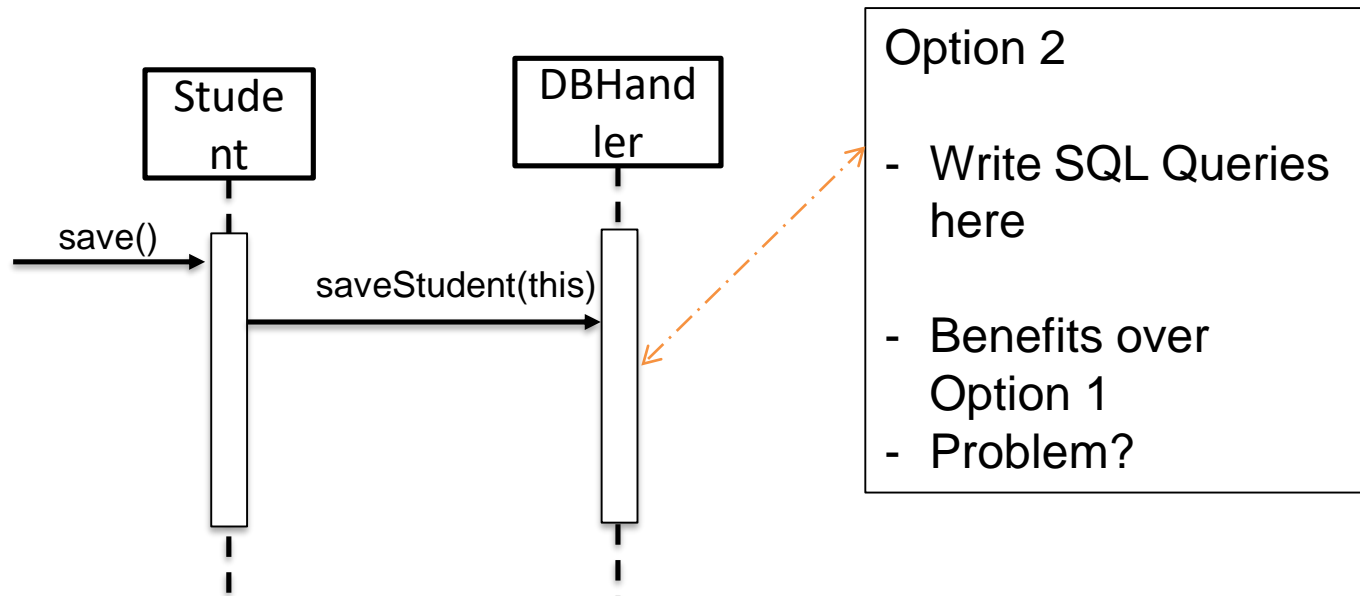 Stude
nt
DBHand
ler
save()
saveStudent(this)
Option 2
- Write SQL Queries
here
- Benefits over
Option 1
- Problem?